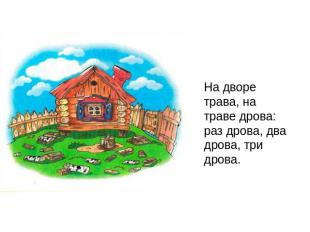 На дворе
трава, на
траве дрова:
раз дрова, два
дрова, три
дрова.